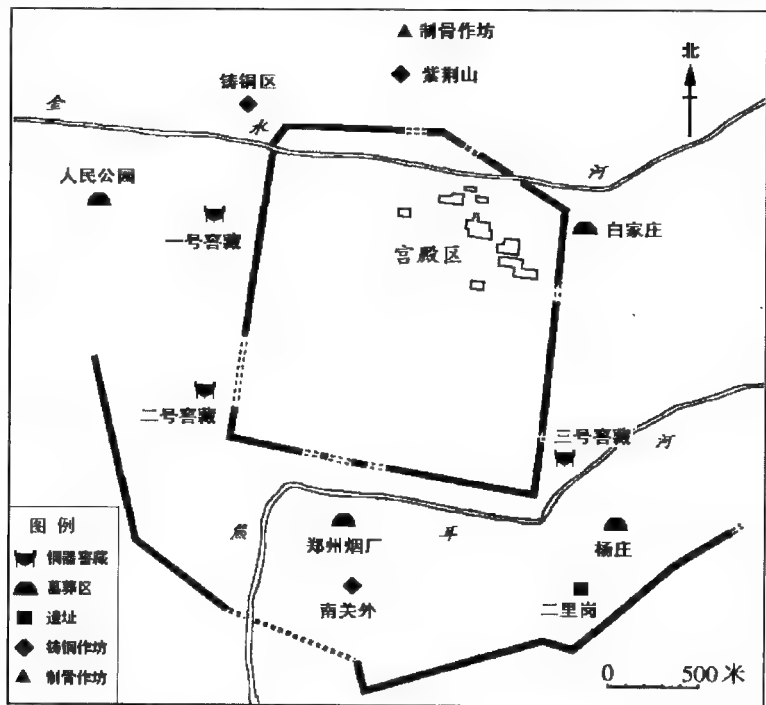 制骨作坊
北
紫荆山
铸铜区
金
水
河
人民公园
一号窖藏
白家庄
宫殿区
二号窖藏
三号窖藏
河
图例
熊
耳
铜器窖藏
郑州烟厂
杨庄
墓葬区
遗址
南关外
二里岗
铸铜作坊
制骨作坊
0 500米